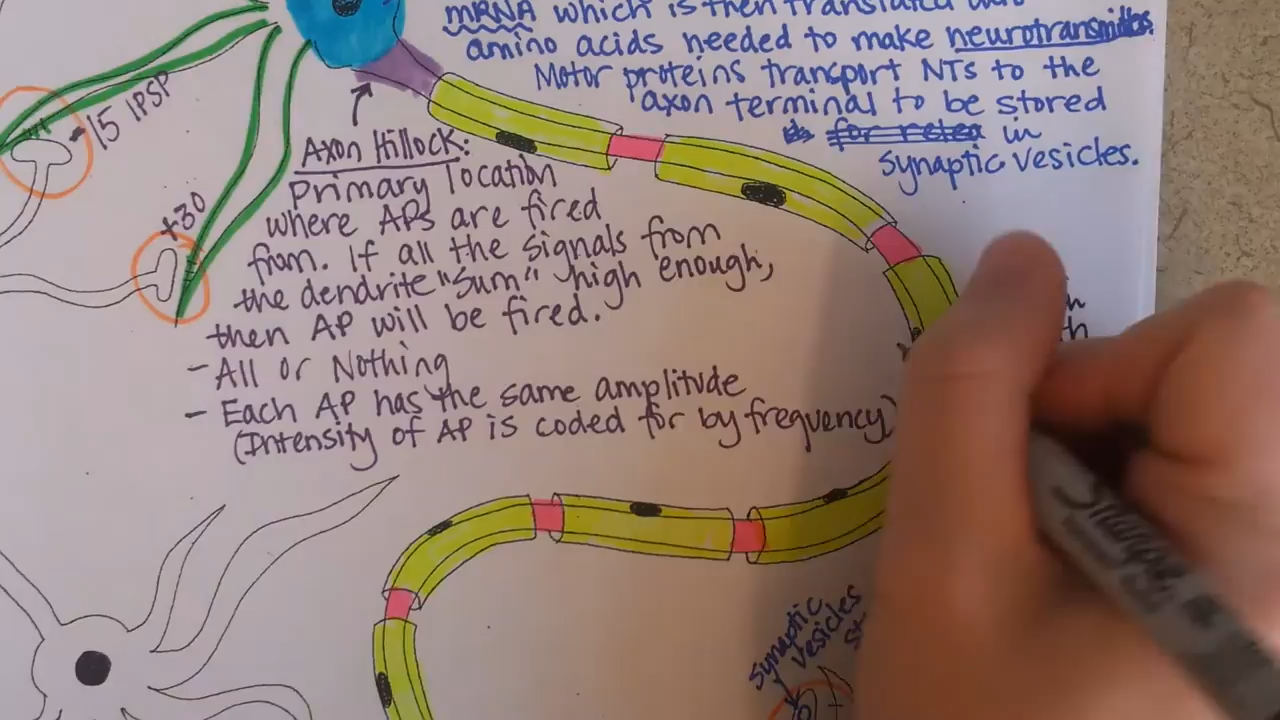 mRNA which is then translated into
amino acids needed to make neurotransmitters.
Motor proteins transport NTs to the
axon terminal to be stored
in
synaptic vesicles.
-15 IPSP
+30
Axon Hillock:
primary location
where APs are fired
from. If all the signals from
the dendrite "sum" high enough,
then AP will be fired.
- All or Nothing
- Each AP has the same amplitude
(Intensity of AP is coded for by frequency)
Synaptic
Vesicles
Sharpie